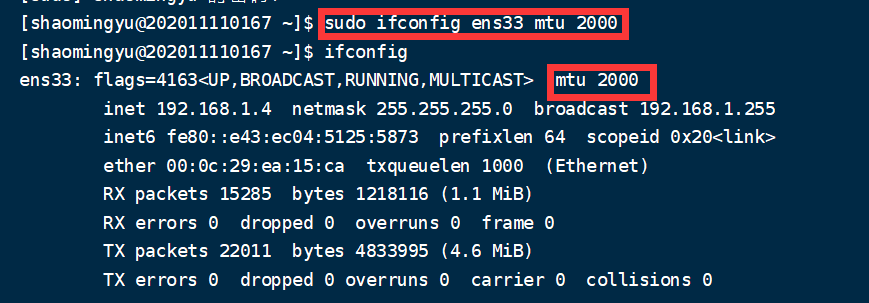 [shaomingyu@202011110167 ~]$ sudo ifconfig ens33 mtu 2000
[shaomingyu@202011110167 ~]$ ifconfig
ens33: flags=4163<UP,BROADCAST,RUNNING,MULTICAST>  mtu 2000
inet 192.168.1.4  netmask 255.255.255.0  broadcast 192.168.1.255
inet6 fe80::e43:ec04:5125:5873  prefixlen 64  scopeid 0x20<link>
ether 00:0c:29:ea:15:ca  txqueuelen 1000  (Ethernet)
RX packets 15285  bytes 1218116 (1.1 MiB)
RX errors 0  dropped 0  overruns 0  frame 0
TX packets 22011  bytes 4833995 (4.6 MiB)
TX errors 0  dropped 0 overruns 0  carrier 0  collisions 0